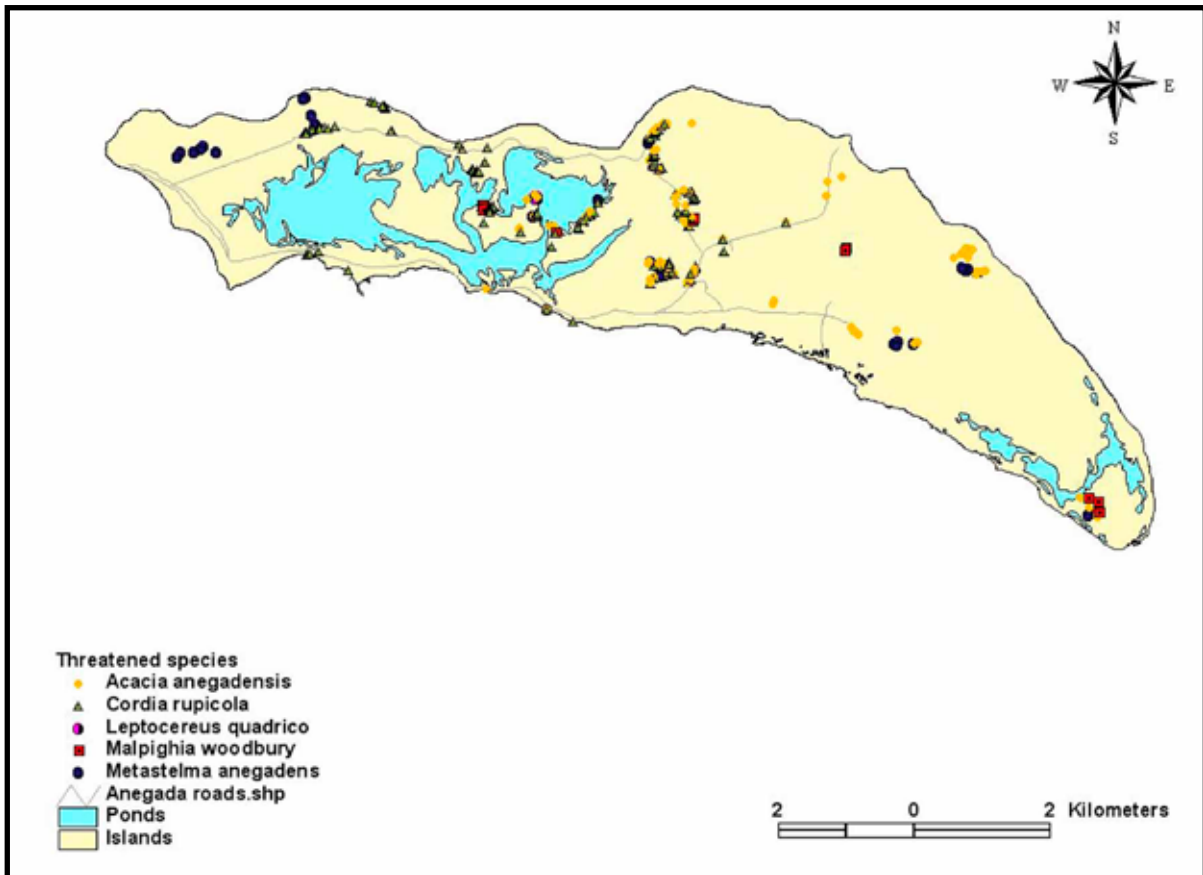 N
W E
S
Threatened species
Acacia anegadensis
Cordia rupicola
Leptocereus quadrico
Malpighia woodbury
Metastelma anegadens
Anegada roads.shp
Ponds
Islands
2 0 2 Kilometers